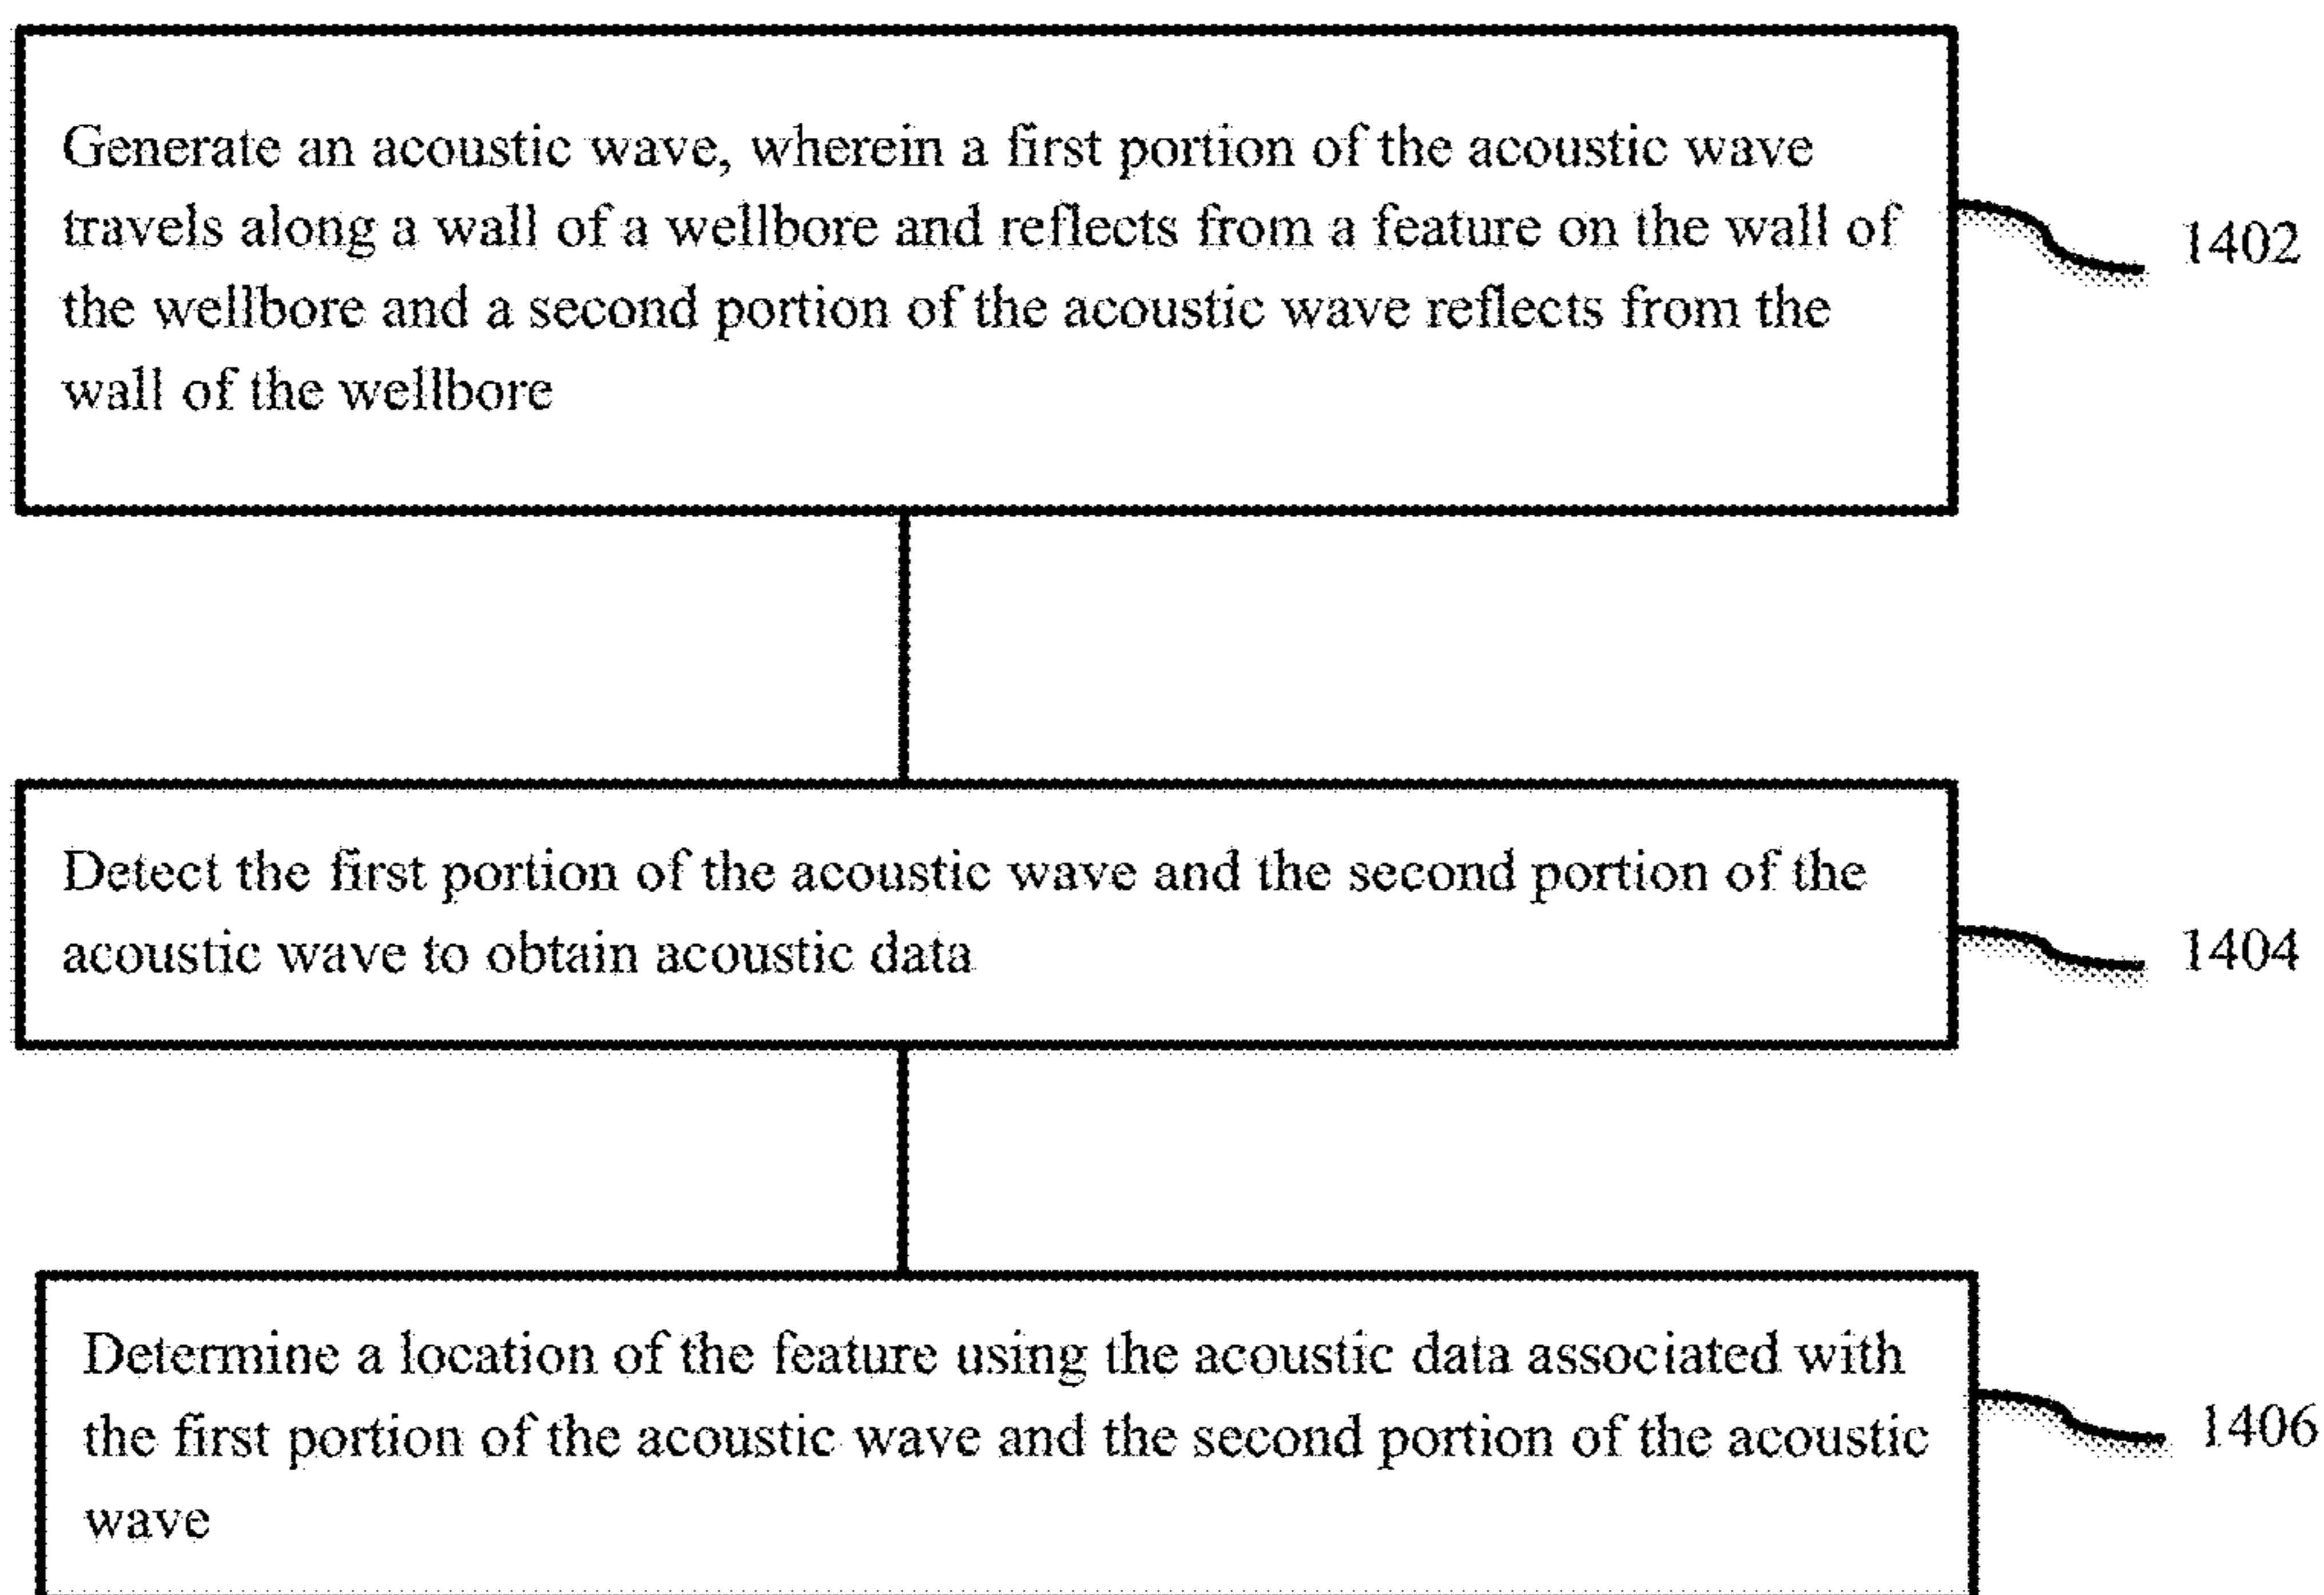 Generate an acoustic wave, wherein a first portion of the acoustic wave
travels along a wall of a wellbore and reflects from a feature on the wall of
the wellbore and a second portion of the acoustic wave reflects from the
wall of the wellbore
1402
Detect the first portion of the acoustic wave and the second portion of the
acoustic wave to obtain acoustic data
1404
Determine a location of the feature using the acoustic data associated with
the first portion of the acoustic wave and the second portion of the acoustic
wave
1406